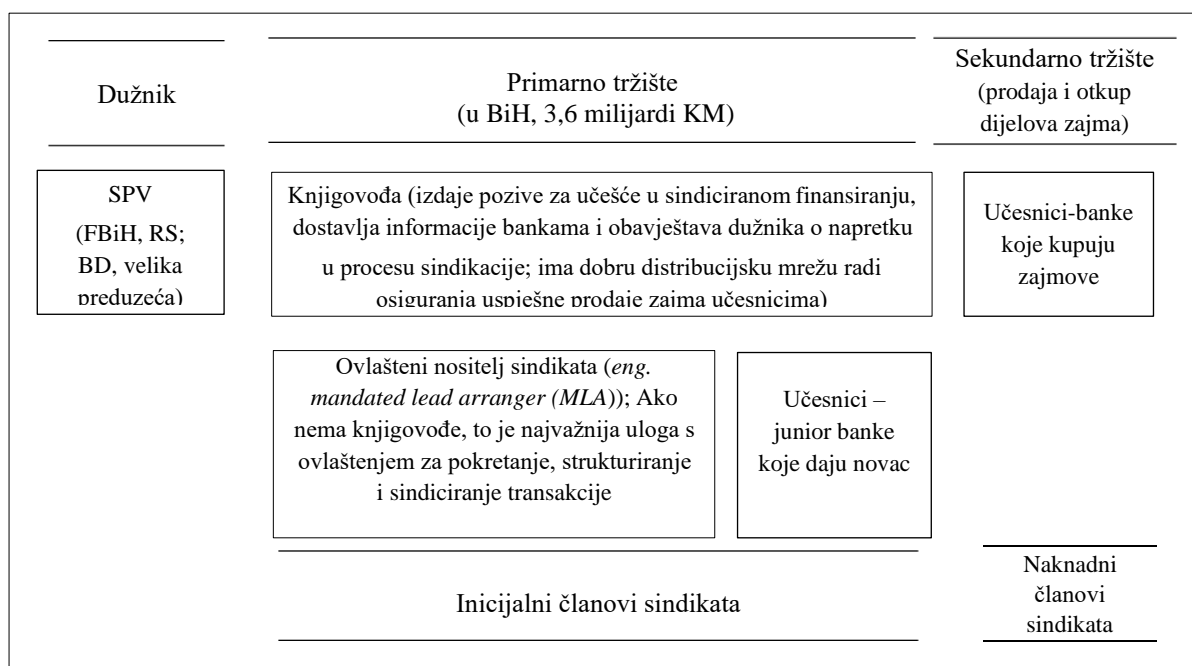 Dužnik
Primarno tržište
(u BiH, 3,6 milijardi KM)
Sekundarno tržište
(prodaja i otkup
dijelova zajma)
SPV
(FBiH, RS;
BD, velika
preduzeća)
Knjigovođa (izdaje pozive za učešće u sindiciranom finansiranju,
dostavlja informacije bankama i obavještava dužnika o napretku
u procesu sindikacije; ima dobru distribucijsku mrežu radi
osigurania uspiešne prodaie zaima učesnicima)
Učesnici-banke
koje kupuju
zajmove
Ovlašteni nositelj sindikata (eng.
mandated lead arranger (MLA)); Ako
nema knjigovođe, to je najvažnija uloga s
ovlaštenjem za pokretanje, strukturiranje
i sindiciranje transakcije
Učesnici –
junior banke
koje daju novac
Inicijalni članovi sindikata
Naknadni
članovi
sindikata